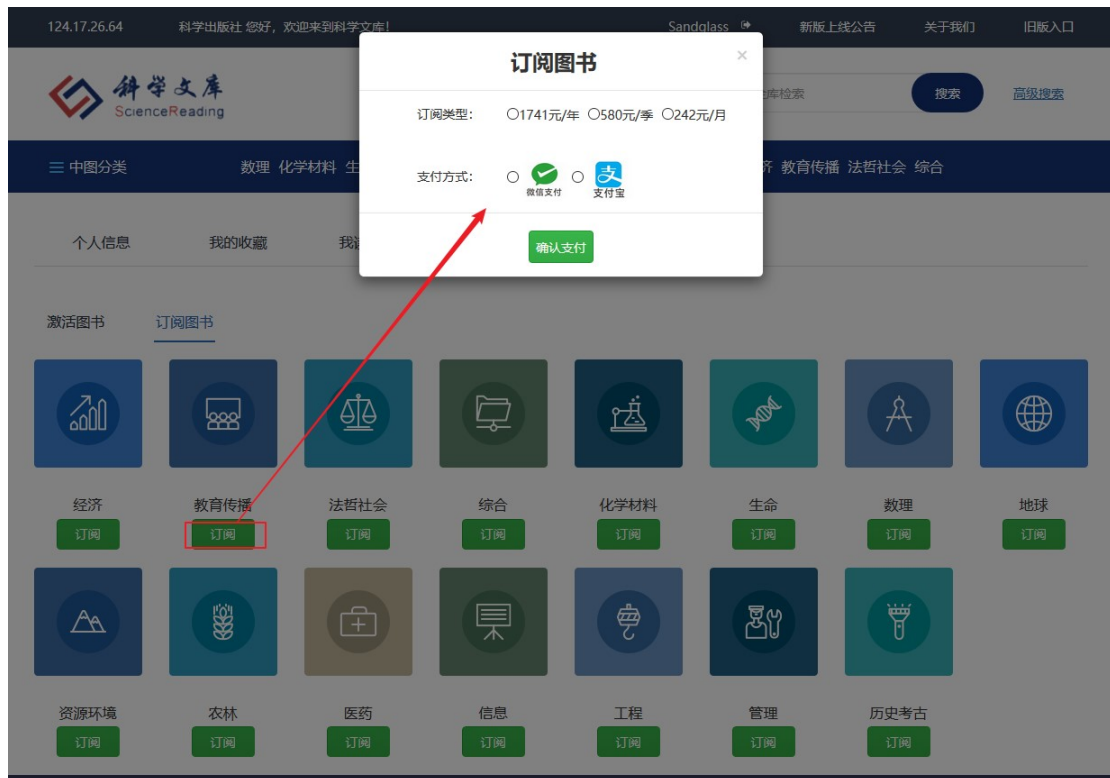 124.17.26.64 科学出版社 您好，欢迎来到科学文库！ Sandglass 新版上线公告 关于我们 旧版入口
订阅图书 ×
科学文库
ScienceReading
库检索 搜索 高级搜索
订阅类型： 1741元/年 580元/季 242元/月
中图分类 数理 化学材料 教育传播 法哲社会 综合
支付方式： 微信支付 支 支付宝
个人信息 我的收藏
确认支付
激活图书 订阅图书
经济 教育传播 法哲社会 综合 化学材料 生命 数理 地球
订阅 订阅 订阅 订阅 订阅 订阅 订阅 订阅
资源环境 农林 医药 信息 工程 管理 历史考古
订阅 订阅 订阅 订阅 订阅 订阅 订阅